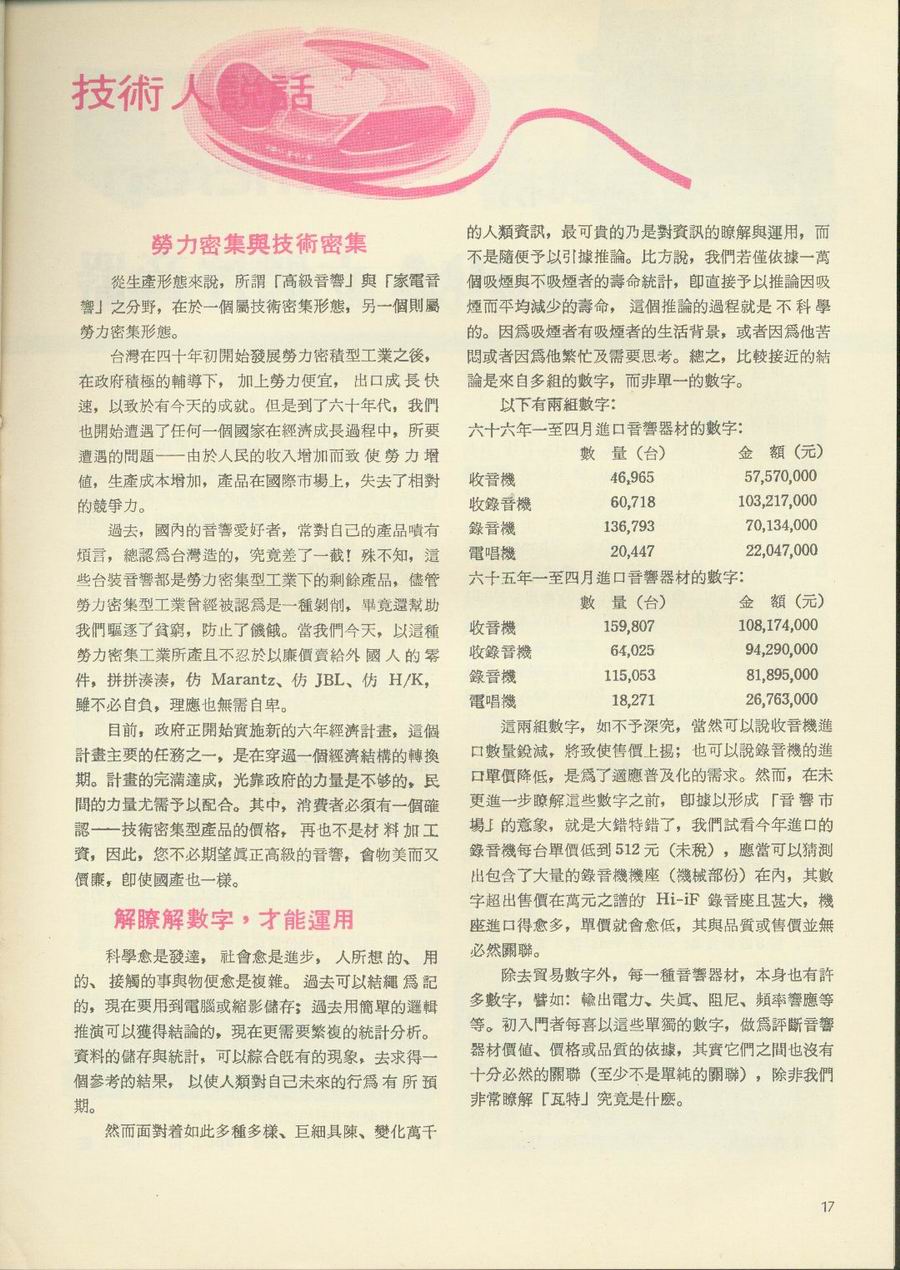 技術人說話
勞力密集與技術密集
從生產形態來說，所謂「高級音響」與「家電音
響」之分野，在於一個屬技術密集形態，另一個則屬
勞力密集形態。
台灣在四十年初開始發展勞力密積型工業之後，
在政府積極的輔導下， 加上勞力便宜， 出口成長快
速，以致於有今天的成就。但是到了六十年代，我們
也開始遭遇了任何一個國家在經濟成長過程中，所要
遭遇的問題——由於人民的收入增加而致使勞力增
值，生產成本增加，產品在國際市場上，失去了相對
的競爭力。
過去，國內的音響愛好者，常對自己的產品嘖有
煩言，總認爲台灣造的，究竟差了一截！殊不知，這
些台裝音響都是勞力密集型工業下的剩餘產品，儘管
勞力密集型工業曾經被認爲是一種剝削，畢竟還幫助
我們驅逐了貧窮，防止了饑餓。當我們今天，以這種
勞力密集工業所產且不忍於以廉價賣給外國人的零
件，拼拼湊湊，仿 Marantz、仿 JBL、仿 H/K，
雖不必自負，理應也無需自卑。
目前，政府正開始實施新的六年經濟計畫，這個
計畫主要的任務之一，是在穿過一個經濟結構的轉換
期。計畫的完滿達成，光靠政府的力量是不够的，民
間的力量尤需予以配合。其中，消費者必須有一個確
認——技術密集型產品的價格， 再也不是材料加工
資，因此，您不必期望眞正高級的音響，會物美而又
價廉，卽使國產也一樣。
解瞭解數字，才能運用
科學愈是發達， 社會愈是進步， 人所想的、 用
的、 接觸的事與物便愈是複雜。 過去可以結繩爲記
的，現在要用到電腦或縮影儲存；過去用簡單的邏輯
推演可以獲得結論的，現在更需要繁複的統計分析。
資料的儲存與統計，可以綜合旣有的現象，去求得一
個參考的結果， 以使人類對自己未來的行爲有所預
期。
然而面對着如此多種多樣、巨細具陳、變化萬千
的人類資訊，最可貴的乃是對資訊的瞭解與運用，而
不是隨便予以引據推論。比方說，我們若僅依據一萬
個吸煙與不吸煙者的壽命統計，卽直接予以推論因吸
煙而平均減少的壽命， 這個推論的過程就是不科學
的。因爲吸煙者有吸煙者的生活背景，或者因爲他苦
悶或者因爲他繁忙及需要思考。總之，比較接近的結
論是來自多組的數字，而非單一的數字。
以下有兩組數字：
六十六年一至四月進口音響器材的數字：
數 量（台） 金 額（元）
收音機 46,965 57,570,000
收錄音機 60,718 103,217,000
錄音機 136,793 70,134,000
電唱機 20,447 22,047,000
六十五年一至四月進口音響器材的數字：
數 量（台） 金 額（元）
收音機 159,807 108,174,000
收錄音機 64,025 94,290,000
錄音機 115,053 81,895,000
電唱機 18,271 26,763,000
這兩組數字，如不予深究，當然可以說收音機進
口數量銳減，將致使售價上揚；也可以說錄音機的進
口單價降低，是爲了適應普及化的需求。然而，在未
更進一步瞭解這些數字之前， 卽據以形成「音響市
場」的意象，就是大錯特錯了，我們試看今年進口的
錄音機每台單價低到 512 元（未稅），應當可以猜測
出包含了大量的錄音機機座（機械部份）在內，其數
字超出售價在萬元之譜的 Hi-iF 錄音座且甚大，機
座進口得愈多，單價就會愈低，其與品質或售價並無
必然關聯。
除去貿易數字外，每一種音響器材，本身也有許
多數字，譬如：輸出電力、失眞、阻尼、頻率響應等
等。初入門者每喜以這些單獨的數字，做爲評斷音響
器材價值、價格或品質的依據，其實它們之間也沒有
十分必然的關聯（至少不是單純的關聯），除非我們
非常瞭解「瓦特」究竟是什麼。
17